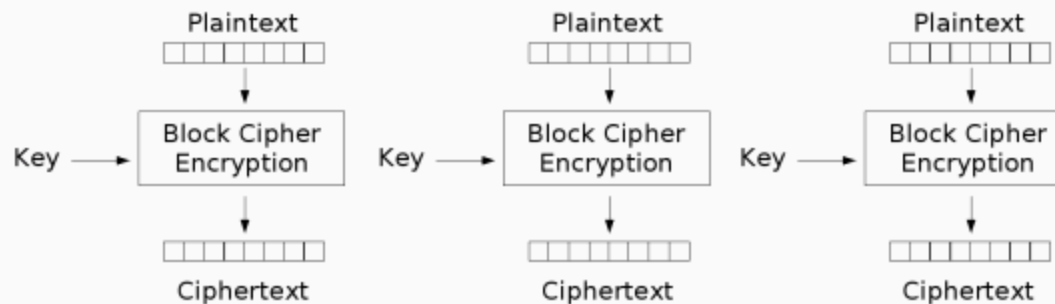 Plaintext Plaintext Plaintext
Key Block Cipher Encryption Key Block Cipher Encryption Key Block Cipher Encryption
Ciphertext Ciphertext Ciphertext